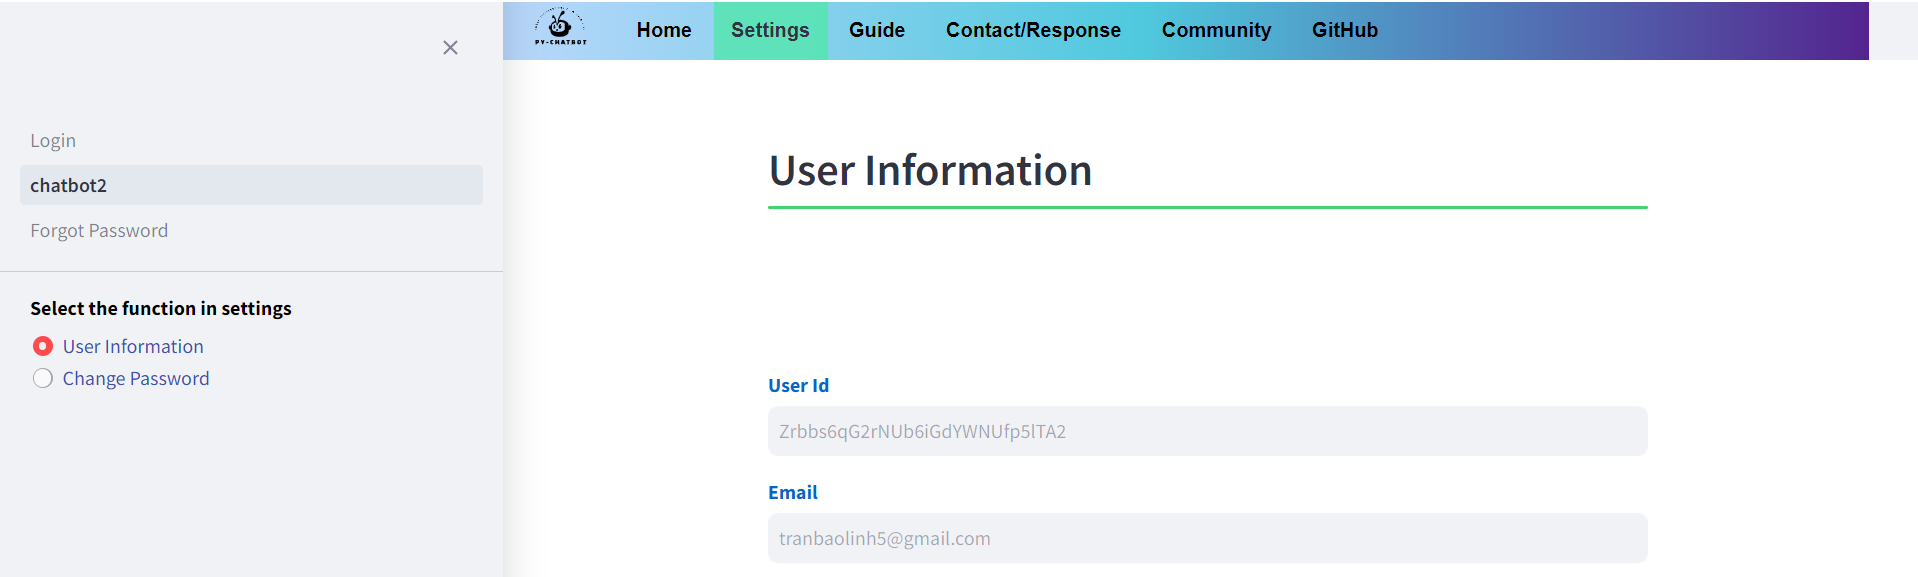 PY-CHATBOT
Home Settings Guide Contact/Response Community GitHub
Login
chatbot2
Forgot Password
Select the function in settings
User Information
Change Password
User Information
User Id
Zrbbs6qG2rNUb6iGdYWNUfp5lTA2
Email
tranbaolinh5@gmail.com